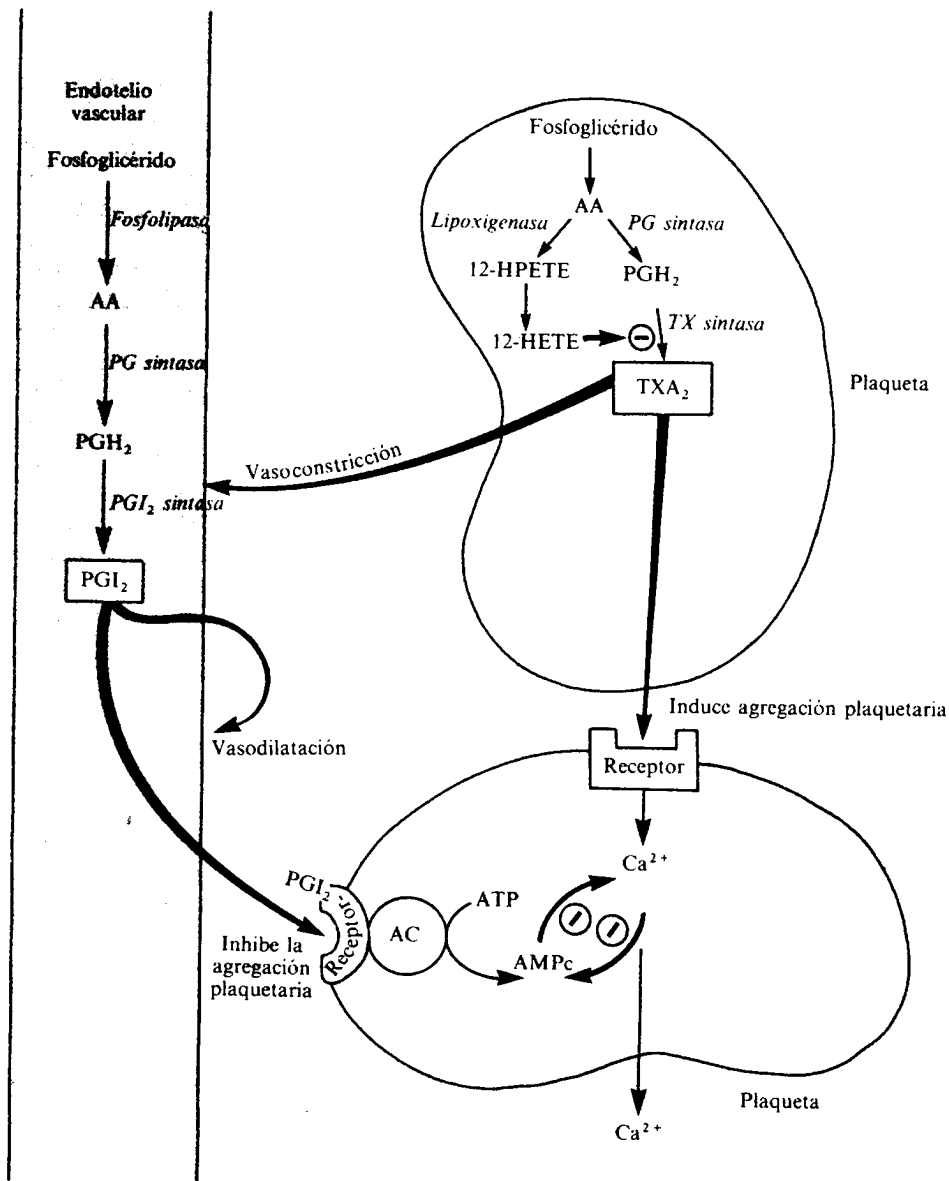 Endotelio
vascular
Fosfoglicérido
Fosfolipasa
AA
PG sintasa
PGH₂
PGI₂ sintasa
PGI₂
Vasodilatación
Vasoconstricción
Fosfoglicérido
AA
Lipoxigenasa
PG sintasa
12-HPETE
PGH₂
TX sintasa
12-HETE
−
TXA₂
Plaqueta
Induce agregación plaquetaria
Receptor
Ca²⁺
PGI₂-Receptor
AC
ATP
AMPc
−
−
Inhibe la
agregación
plaquetaria
Plaqueta
Ca²⁺